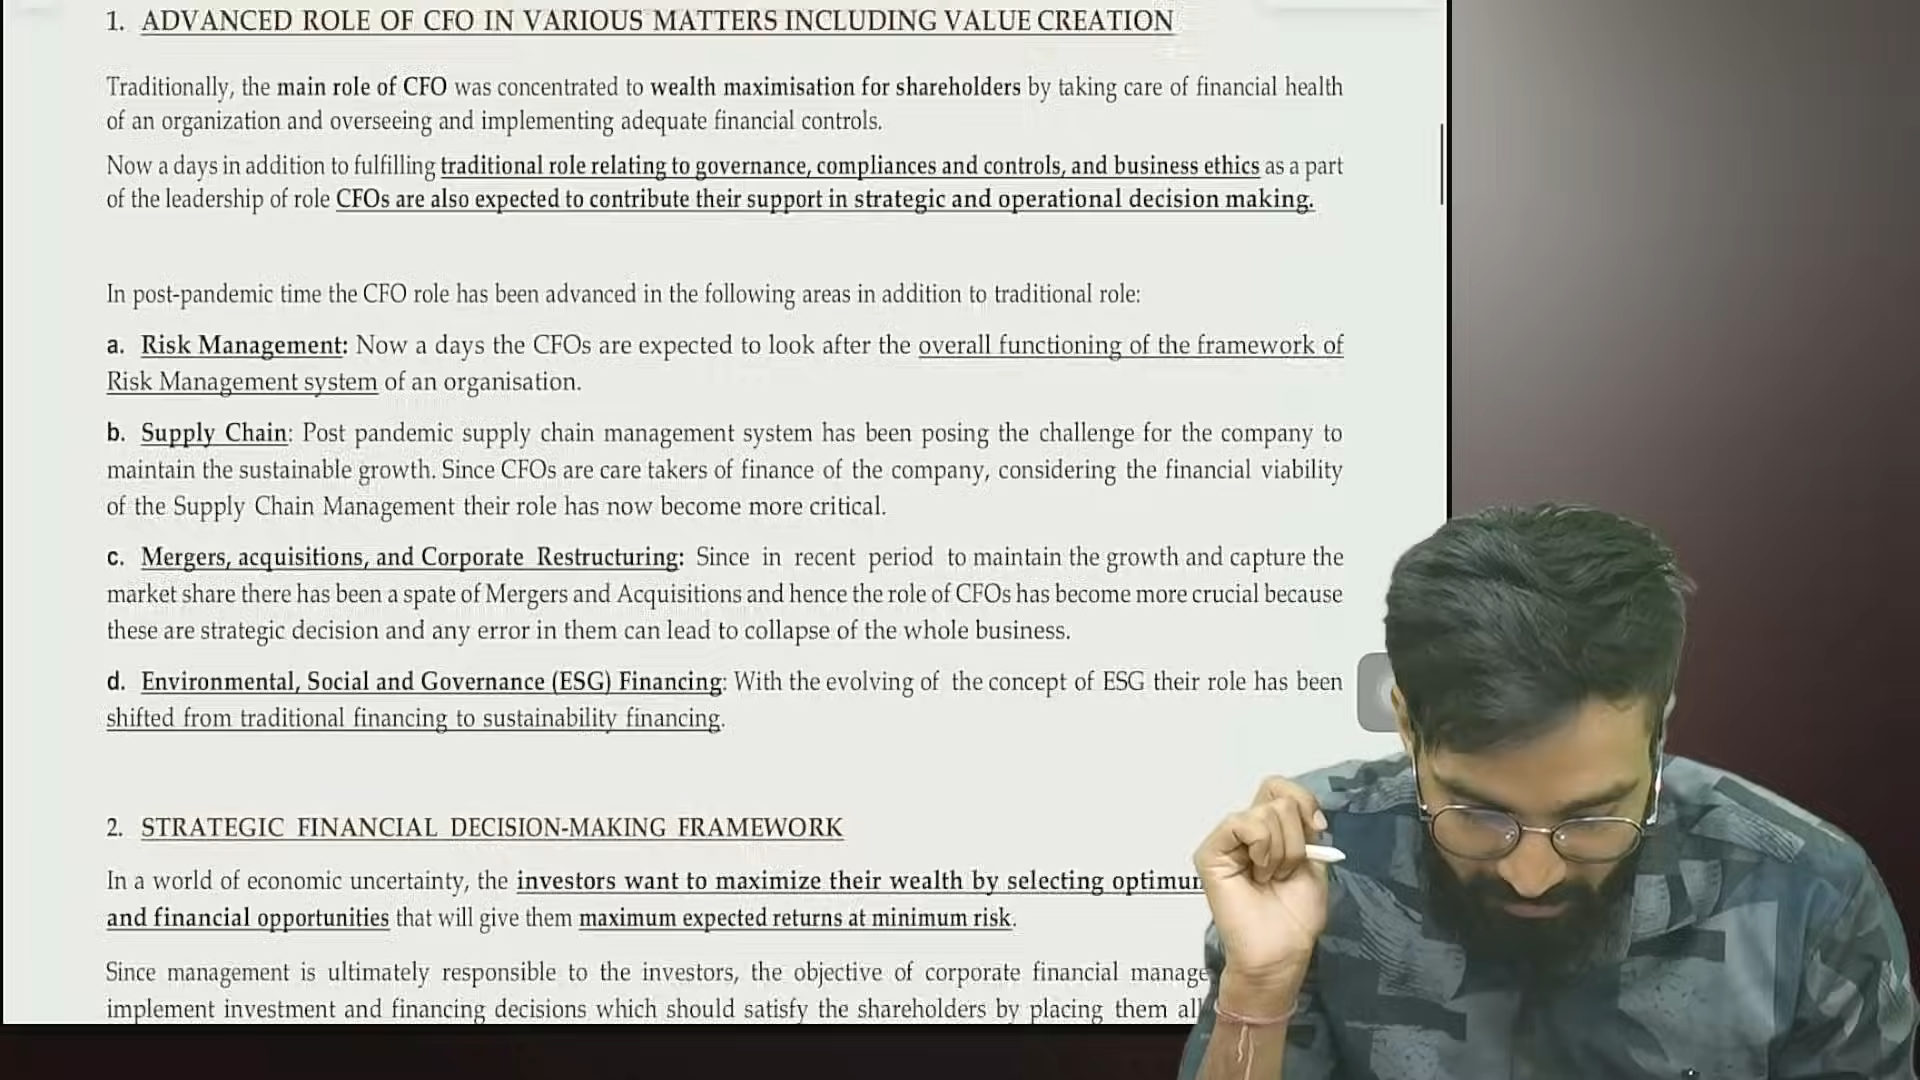 1. ADVANCED ROLE OF CFO IN VARIOUS MATTERS INCLUDING VALUE CREATION
Traditionally, the main role of CFO was concentrated to wealth maximisation for shareholders by taking care of financial health
of an organization and overseeing and implementing adequate financial controls.
Now a days in addition to fulfilling traditional role relating to governance, compliances and controls, and business ethics as a part
of the leadership of role CFOs are also expected to contribute their support in strategic and operational decision making.
In post-pandemic time the CFO role has been advanced in the following areas in addition to traditional role:
a. Risk Management: Now a days the CFOs are expected to look after the overall functioning of the framework of
Risk Management system of an organisation.
b. Supply Chain: Post pandemic supply chain management system has been posing the challenge for the company to
maintain the sustainable growth. Since CFOs are care takers of finance of the company, considering the financial viability
of the Supply Chain Management their role has now become more critical.
c. Mergers, acquisitions, and Corporate Restructuring: Since in recent period to maintain the growth and capture the
market share there has been a spate of Mergers and Acquisitions and hence the role of CFOs has become more crucial because
these are strategic decision and any error in them can lead to collapse of the whole business.
d. Environmental, Social and Governance (ESG) Financing: With the evolving of the concept of ESG their role has been
shifted from traditional financing to sustainability financing.
2. STRATEGIC FINANCIAL DECISION-MAKING FRAMEWORK
In a world of economic uncertainty, the investors want to maximize their wealth by selecting
and financial opportunities that will give them maximum expected returns at minimum risk.
Since management is ultimately responsible to the investors, the objective of corporate financial
implement investment and financing decisions which should satisfy the shareholders by placing them